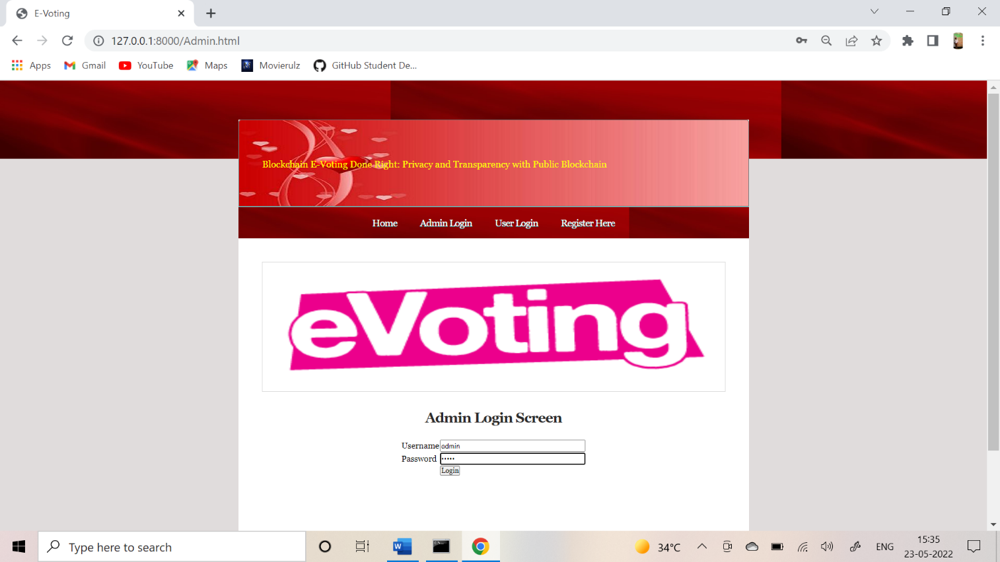 E-Voting
127.0.0.1:8000/Admin.html
Apps Gmail YouTube Maps Movierulz GitHub Student De...
Blockchain E-Voting Done Right: Privacy and Transparency with Public Blockchain
Home Admin Login User Login Register Here
eVoting
Admin Login Screen
Username admin
Password •••••
Login
Type here to search
34°C
ENG
15:35
23-05-2022